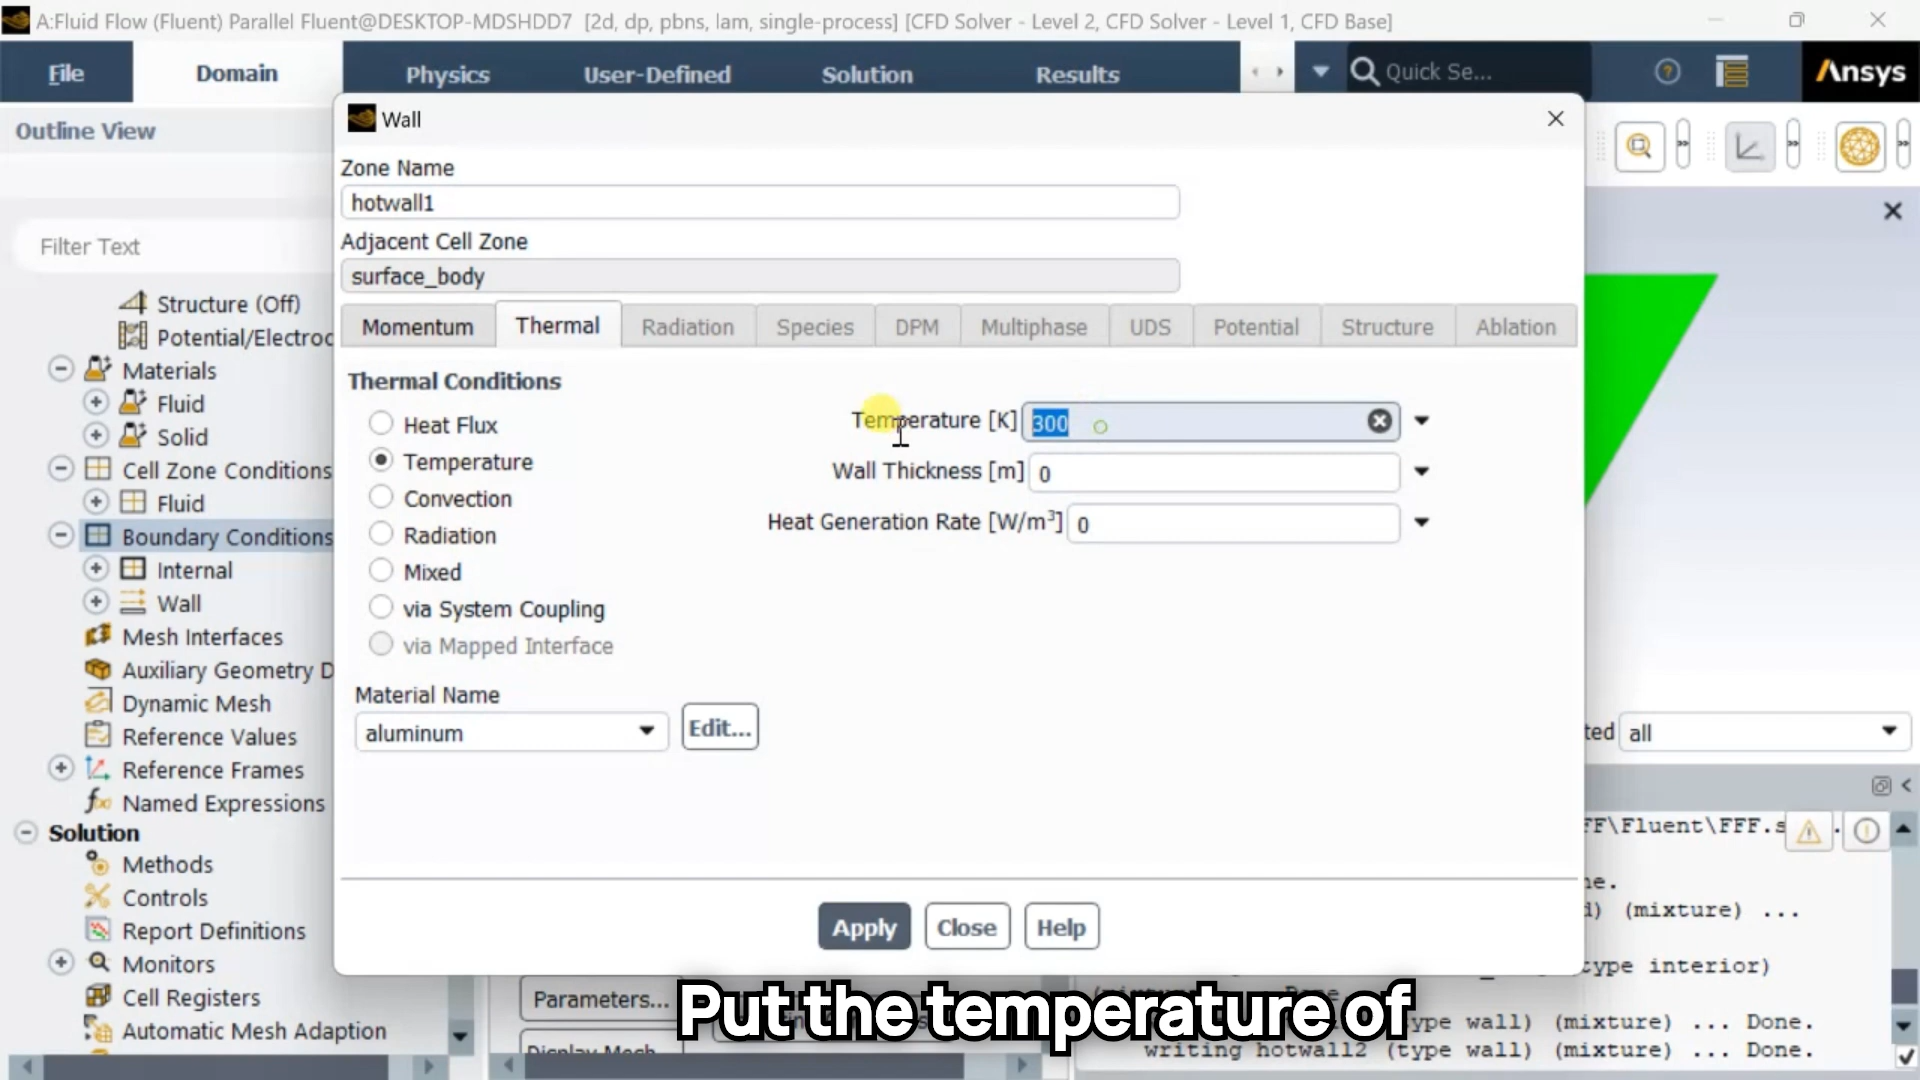 A:Fluid Flow (Fluent) Parallel Fluent@DESKTOP-MDSHDD7 [2d, dp, pbns, lam, single-process] [CFD Solver - Level 2, CFD Solver - Level 1, CFD Base]
File Domain Physics User-Defined Solution Results Quick Se... Ansys
Outline View
Filter Text
Structure (Off)
Potential/Electroc
Materials
Fluid
Solid
Cell Zone Conditions
Fluid
Boundary Conditions
Internal
Wall
Mesh Interfaces
Auxiliary Geometry D
Dynamic Mesh
Reference Values
Reference Frames
Named Expressions
Solution
Methods
Controls
Report Definitions
Monitors
Cell Registers
Automatic Mesh Adaption
Wall
Zone Name
hotwall1
Adjacent Cell Zone
surface_body
Momentum Thermal Radiation Species DPM Multiphase UDS Potential Structure Ablation
Thermal Conditions
Heat Flux
Temperature
Convection
Radiation
Mixed
via System Coupling
via Mapped Interface
Temperature [K] 300
Wall Thickness [m] 0
Heat Generation Rate [W/m³] 0
Material Name
aluminum Edit...
Apply Close Help
ted all
FF\Fluent\FFF.s
ne.
d) (mixture) ...
type interior)
(type wall) (mixture) ... Done.
writing hotwall2 (type wall) (mixture) ... Done.
Parameters...
Display Mesh
Put the temperature of